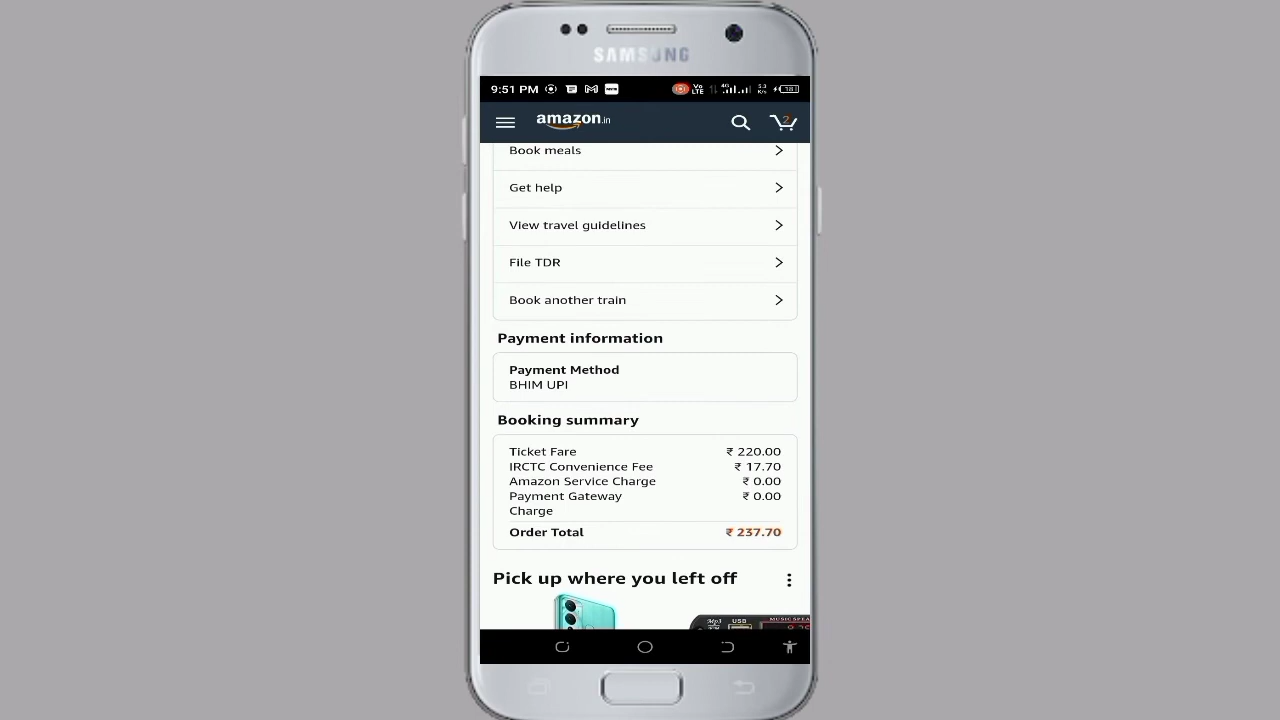 SAMSUNG
9:51 PM
amazon.in
2
Book meals
Get help
View travel guidelines
File TDR
Book another train
Payment information
Payment Method
BHIM UPI
Booking summary
Ticket Fare ₹ 220.00
IRCTC Convenience Fee ₹ 17.70
Amazon Service Charge ₹ 0.00
Payment Gateway ₹ 0.00
Charge
Order Total ₹ 237.70
Pick up where you left off
USB